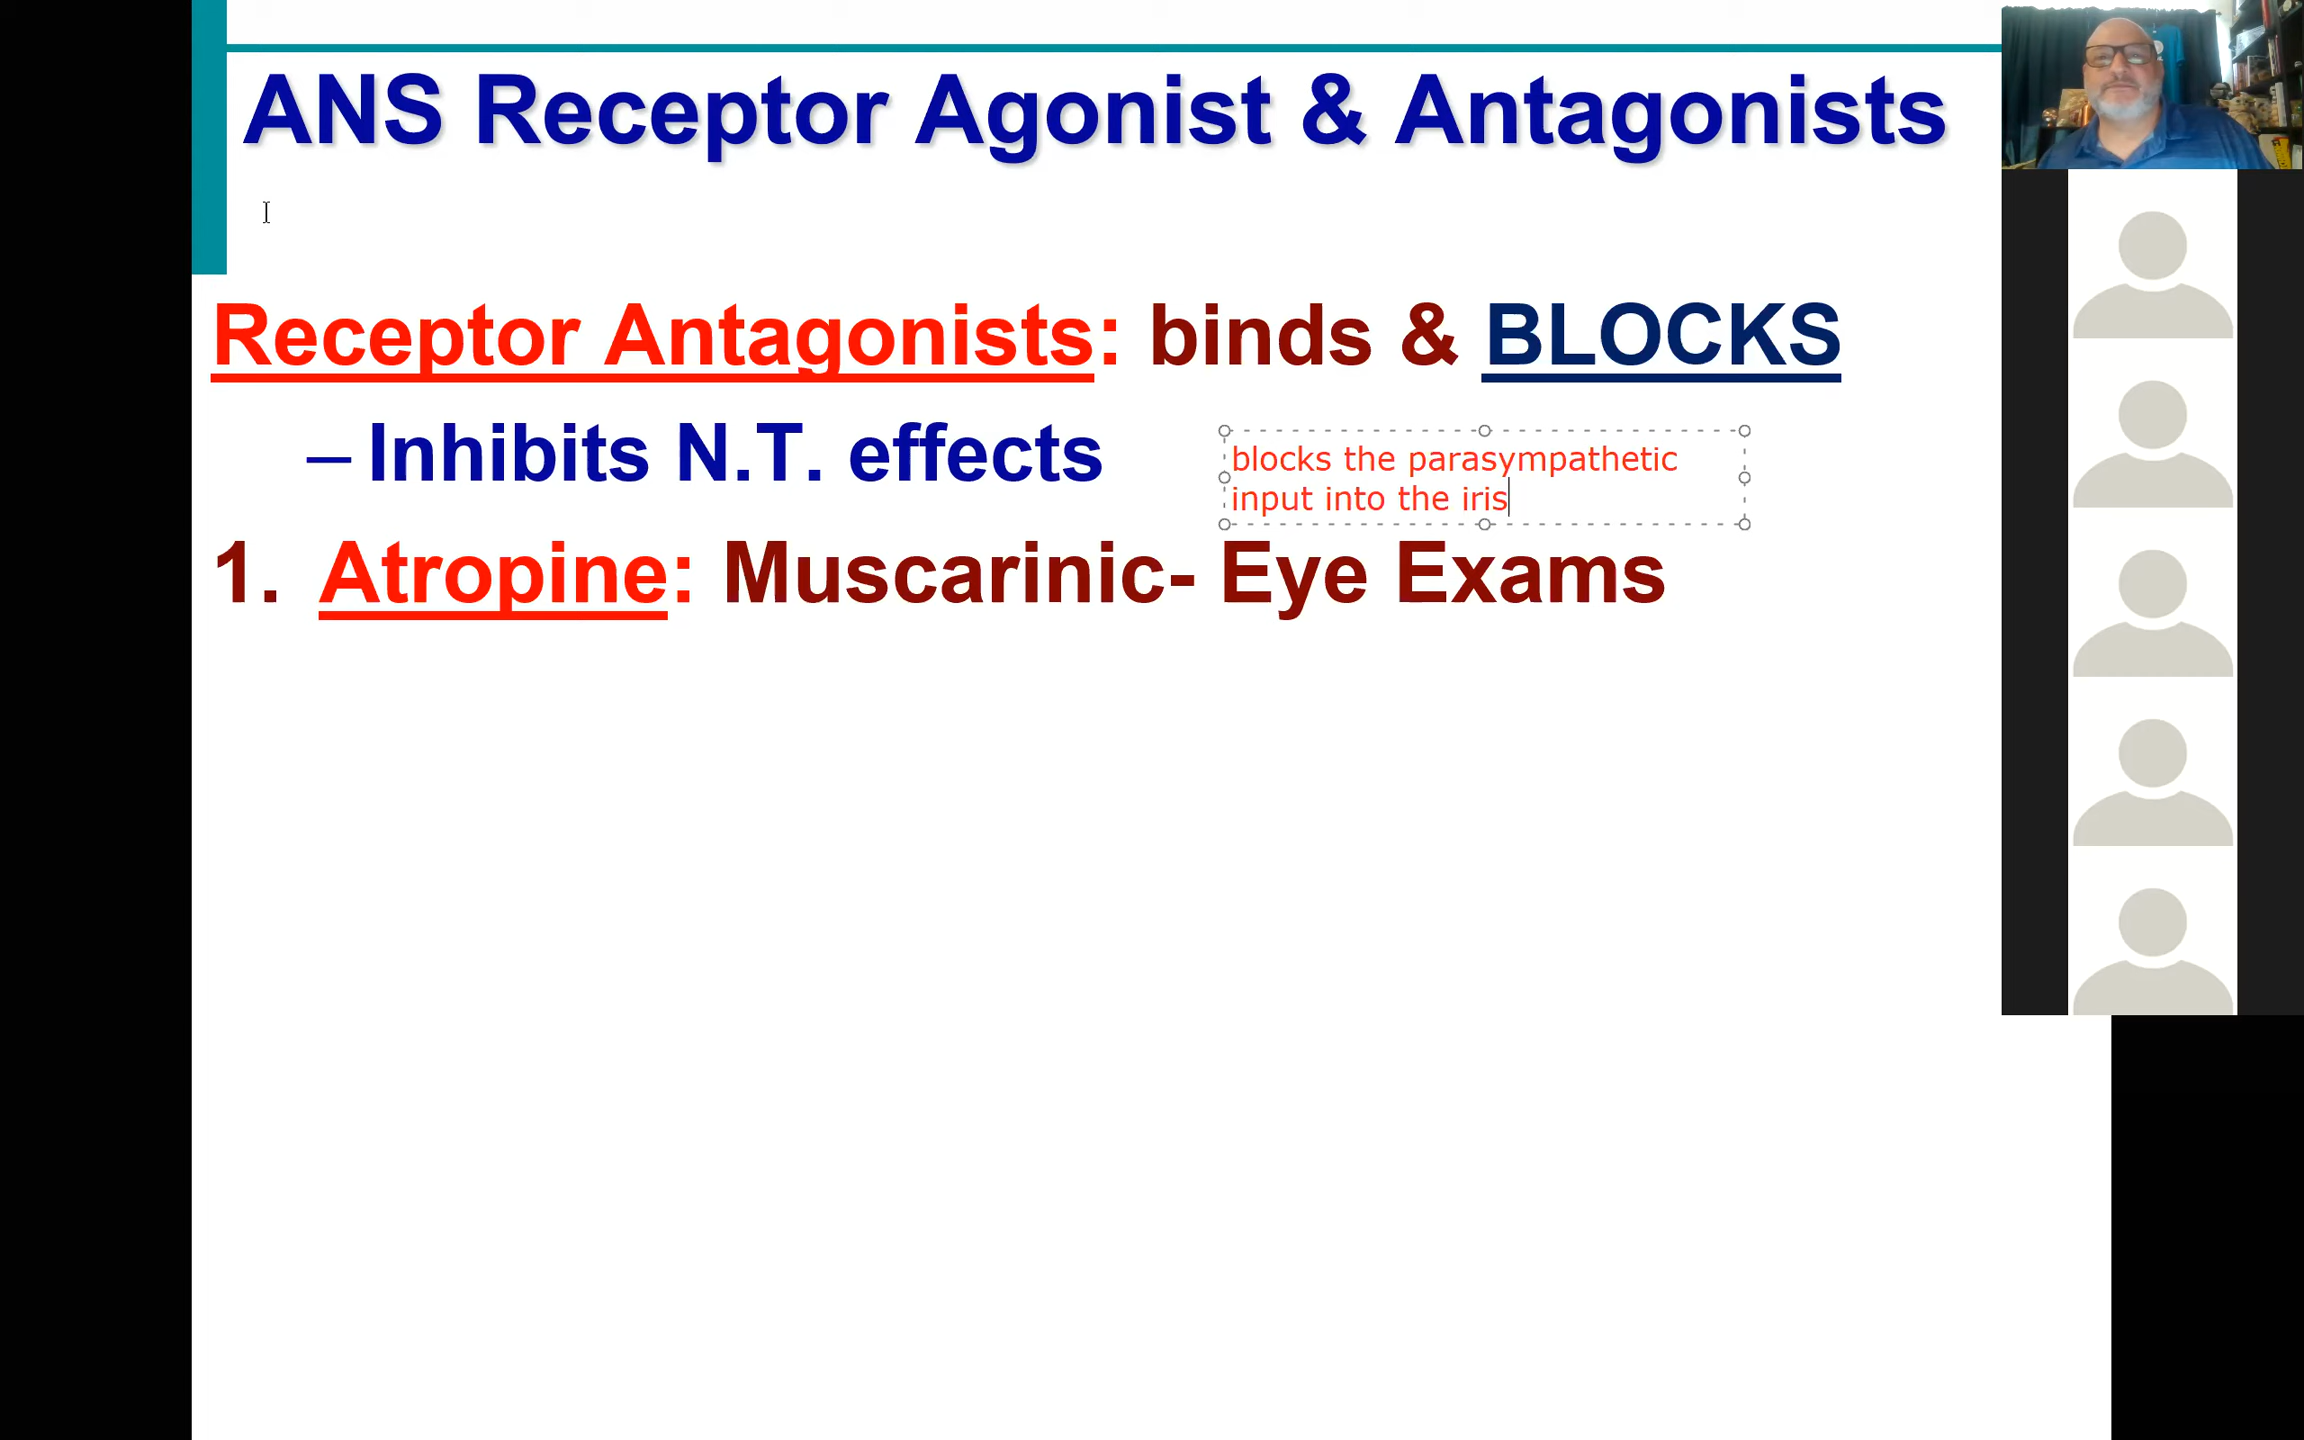 ANS Receptor Agonist & Antagonists
Receptor Antagonists: binds & BLOCKS
– Inhibits N.T. effects
blocks the parasympathetic
input into the iris
1. Atropine: Muscarinic- Eye Exams